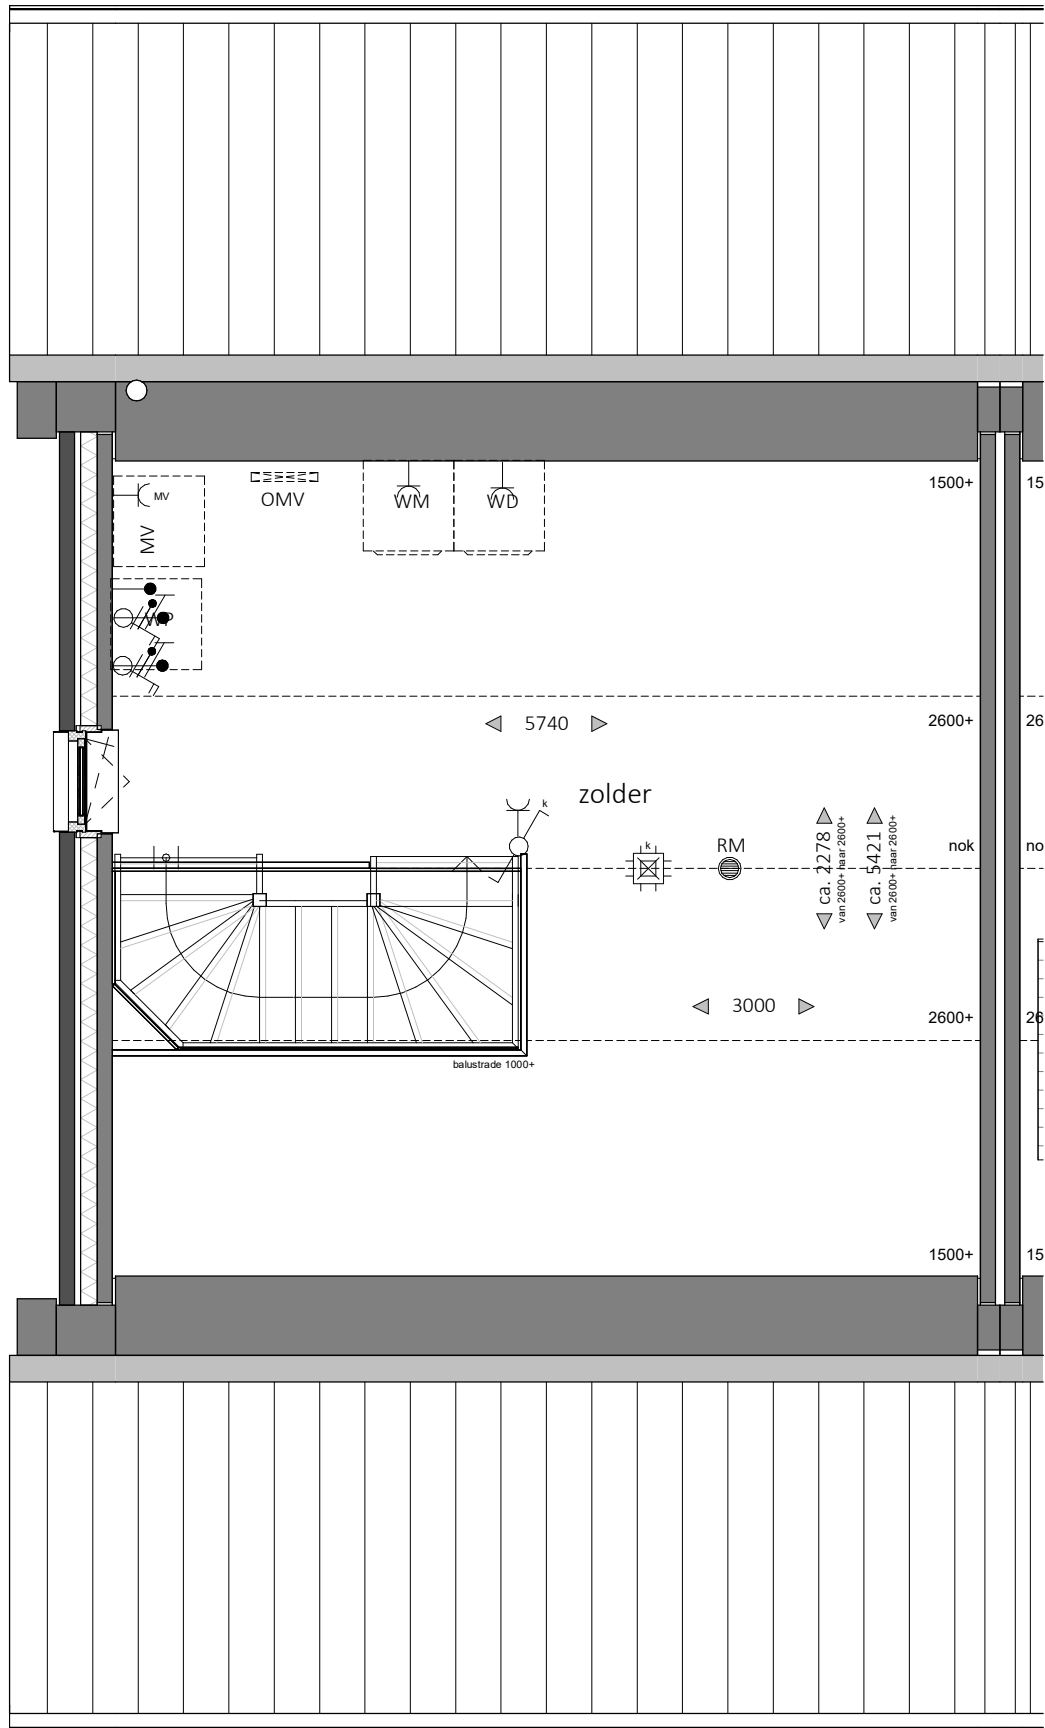 1500+
15
MV
MV
OMV
WM
WD
WP
5740
2600+
26
zolder
k
k
RM
nok
no
ca. 2278
van 2600+ naar 2600+
ca. 5421
van 2600+ naar 2600+
3000
2600+
26
balustrade 1000+
1500+
15